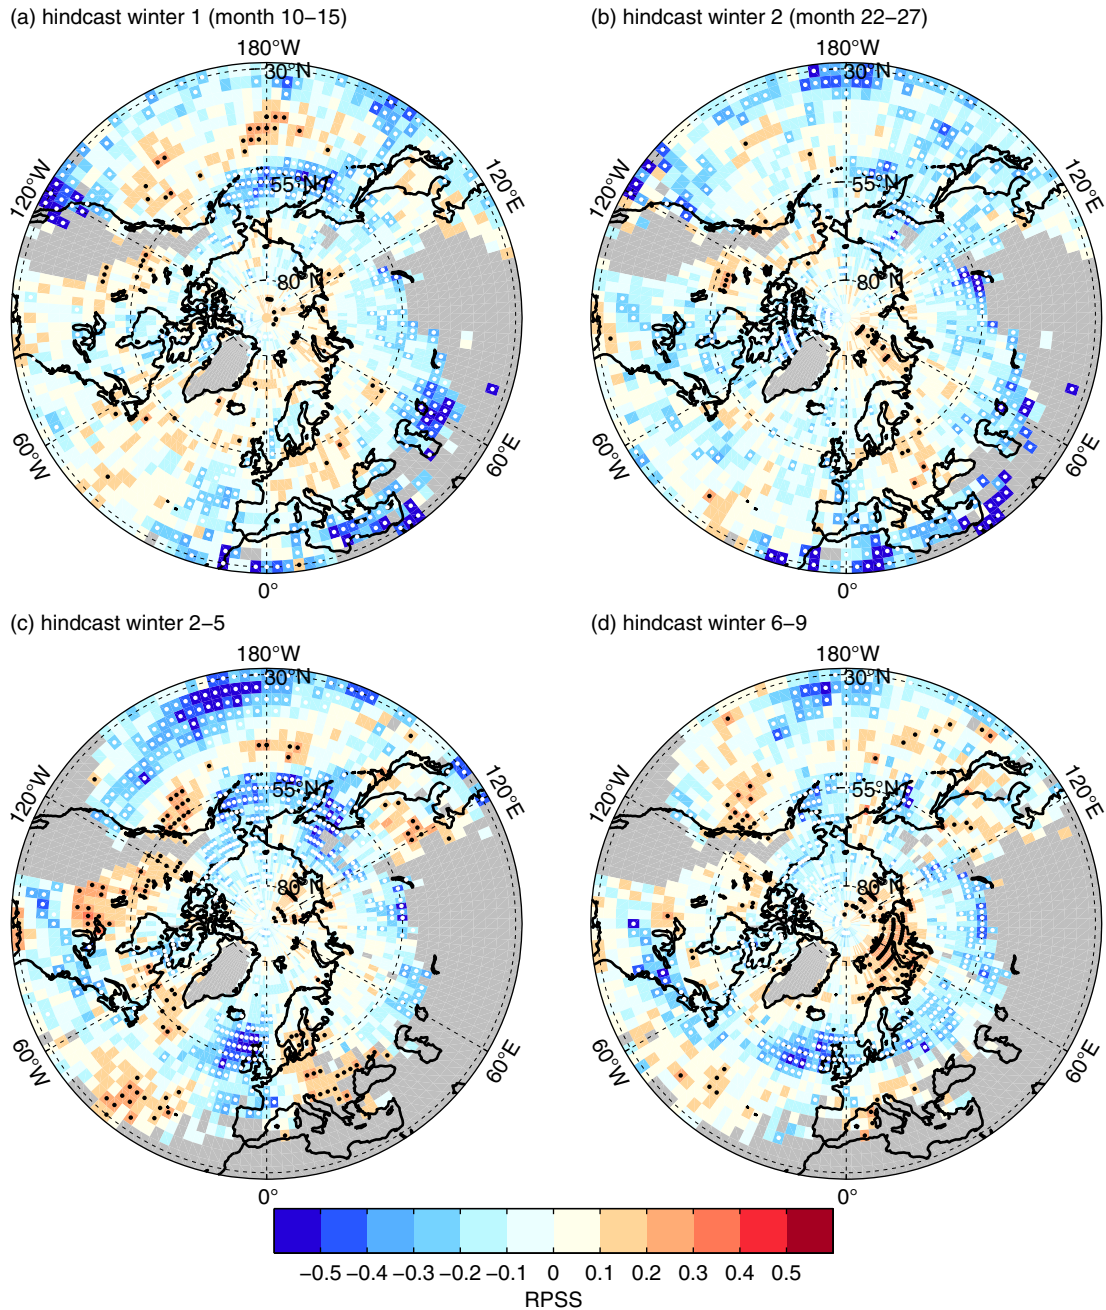 (a) hindcast winter 1 (month 10−15)
180°W
30°N
55°N
80°N
120°W
120°E
60°W
60°E
0°
(b) hindcast winter 2 (month 22−27)
180°W
30°N
55°N
80°N
120°W
120°E
60°W
60°E
0°
(c) hindcast winter 2−5
180°W
30°N
55°N
80°N
120°W
120°E
60°W
60°E
0°
(d) hindcast winter 6−9
180°W
30°N
55°N
80°N
120°W
120°E
60°W
60°E
0°
−0.5 −0.4 −0.3 −0.2 −0.1 0 0.1 0.2 0.3 0.4 0.5
RPSS